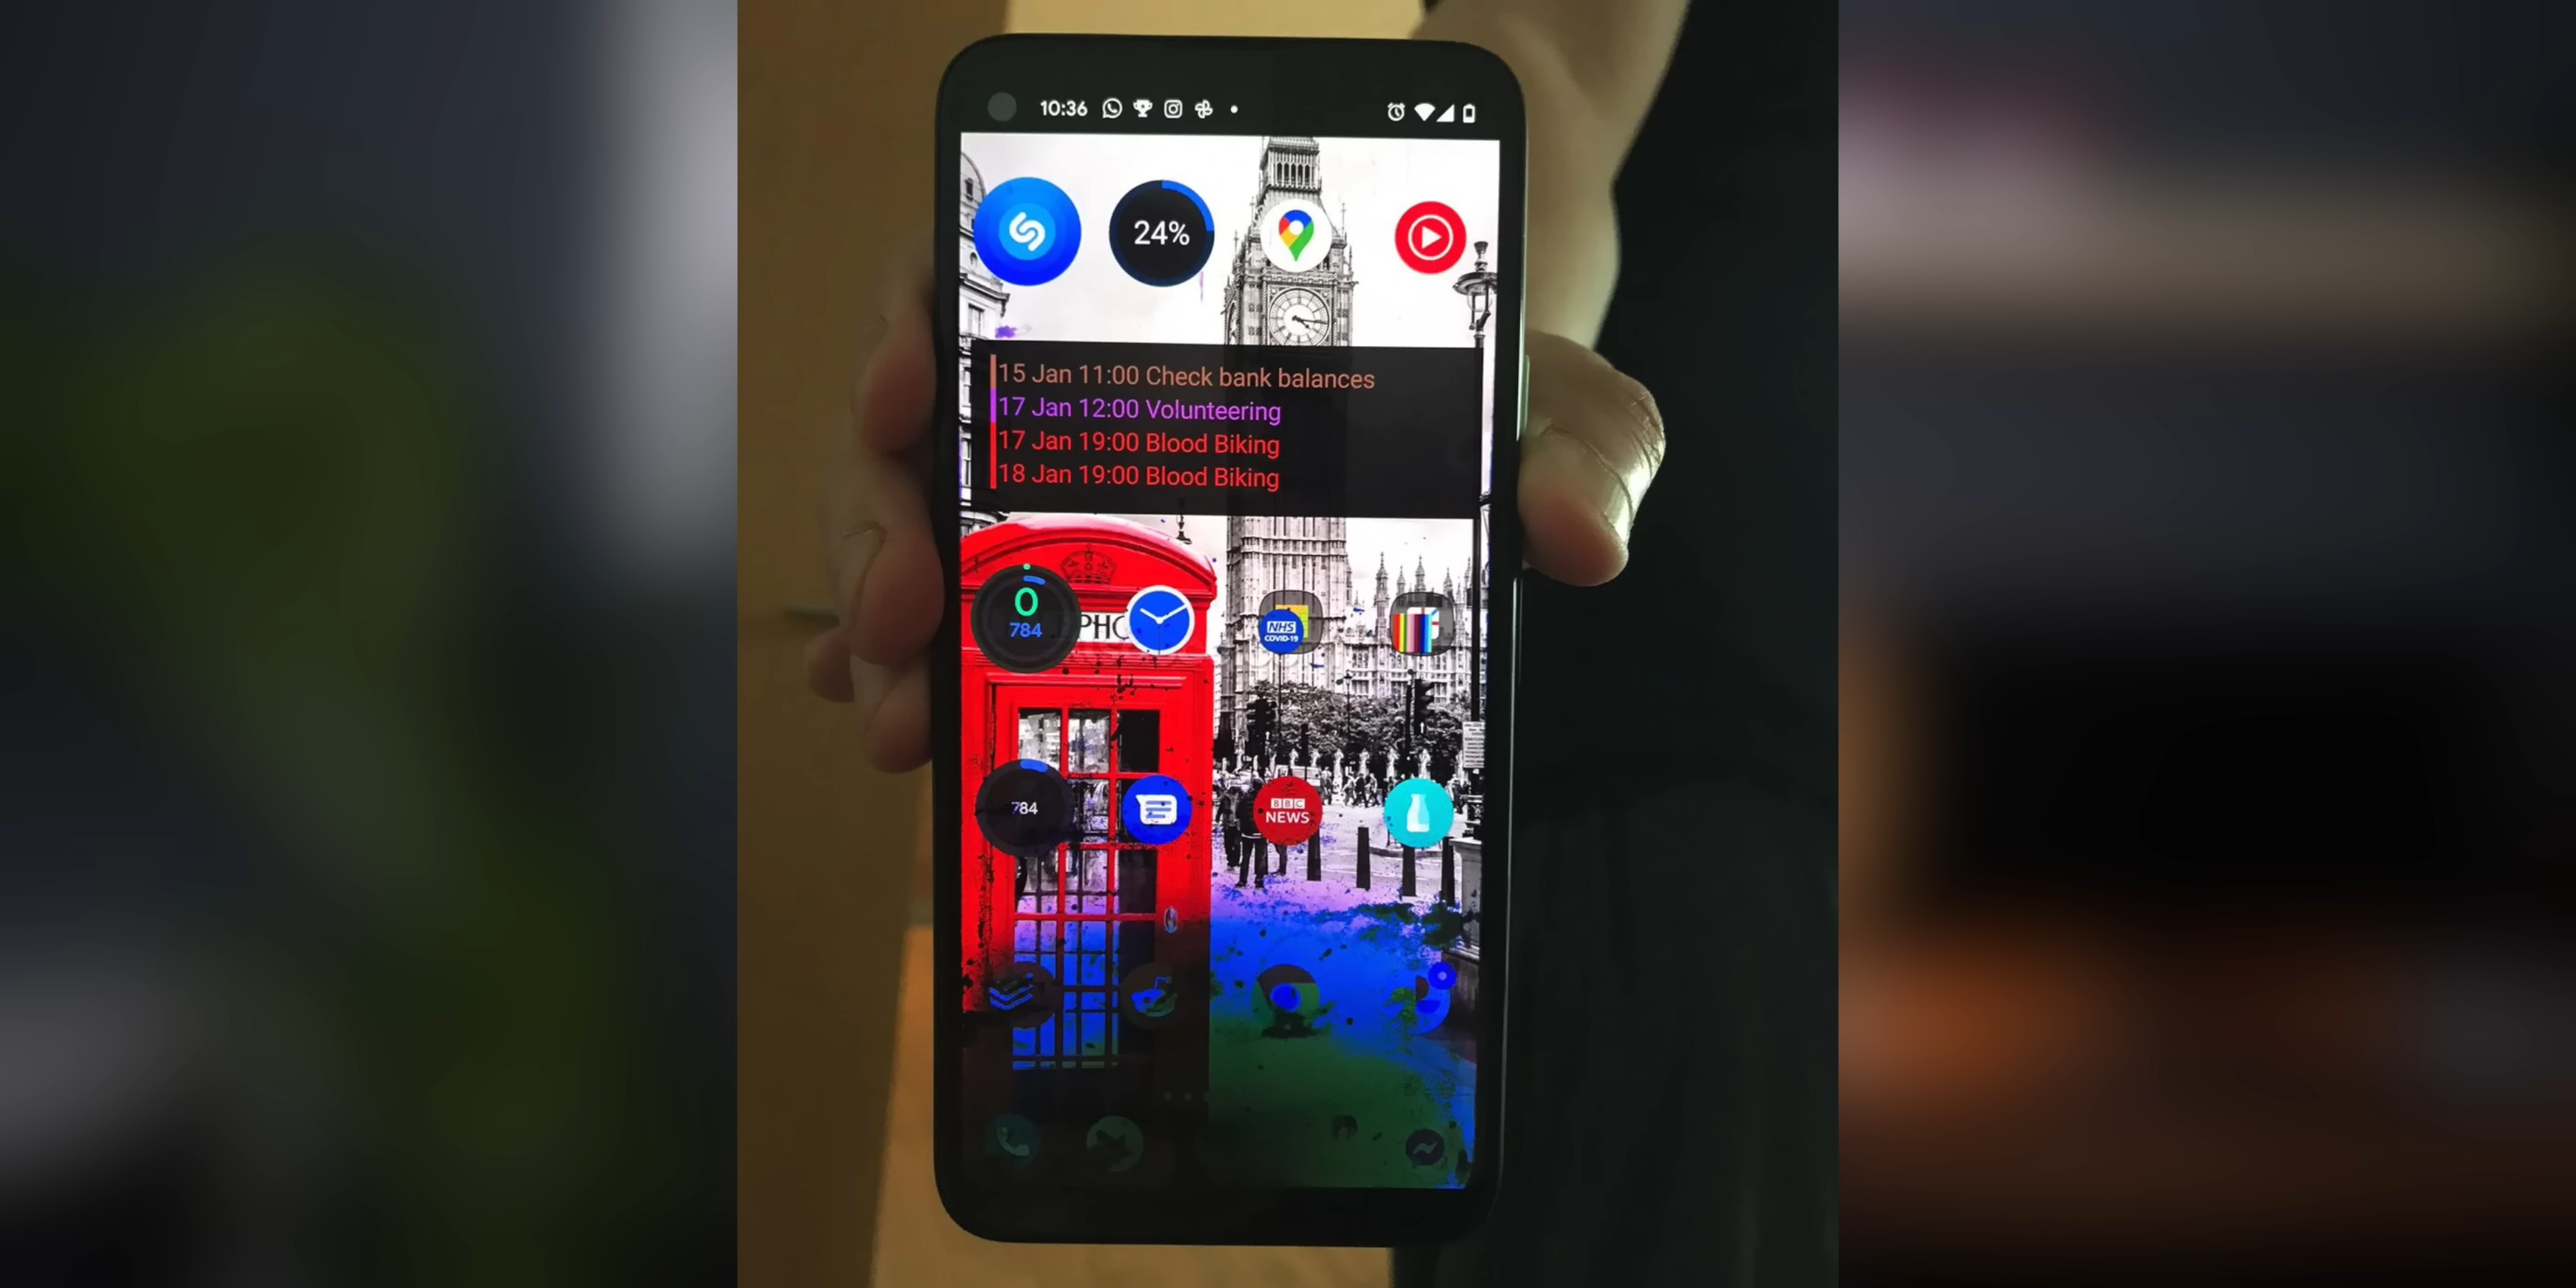 10:36
24%
15 Jan 11:00 Check bank balances
17 Jan 12:00 Volunteering
17 Jan 19:00 Blood Biking
18 Jan 19:00 Blood Biking
0
784
PHO
NHS
COVID-19
784
BBC
NEWS